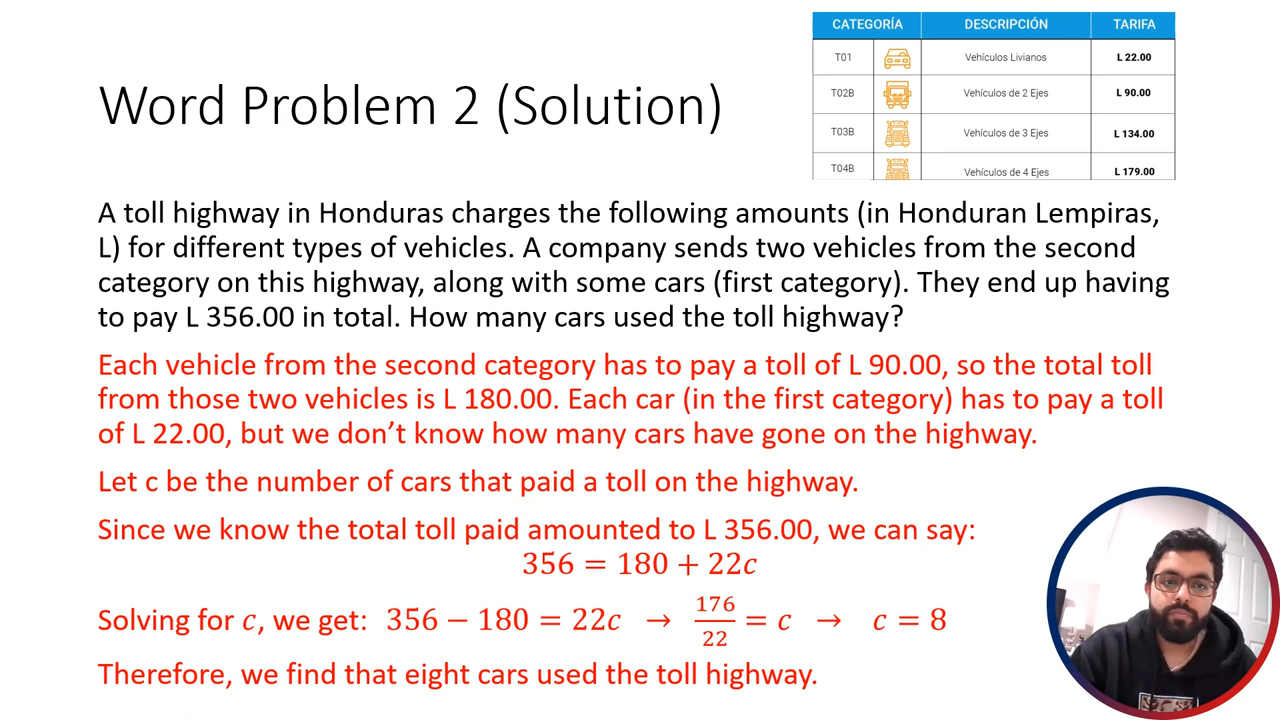 CATEGORÍA DESCRIPCIÓN TARIFA
T01 Vehículos Livianos L 22.00
T02B Vehículos de 2 Ejes L 90.00
T03B Vehículos de 3 Ejes L 134.00
T04B Vehículos de 4 Ejes L 179.00
Word Problem 2 (Solution)
A toll highway in Honduras charges the following amounts (in Honduran Lempiras,
L) for different types of vehicles. A company sends two vehicles from the second
category on this highway, along with some cars (first category). They end up having
to pay L 356.00 in total. How many cars used the toll highway?
Each vehicle from the second category has to pay a toll of L 90.00, so the total toll
from those two vehicles is L 180.00. Each car (in the first category) has to pay a toll
of L 22.00, but we don’t know how many cars have gone on the highway.
Let c be the number of cars that paid a toll on the highway.
Since we know the total toll paid amounted to L 356.00, we can say:
356 = 180 + 22c
Solving for c, we get: 356 − 180 = 22c → 176/22 = c → c = 8
Therefore, we find that eight cars used the toll highway.